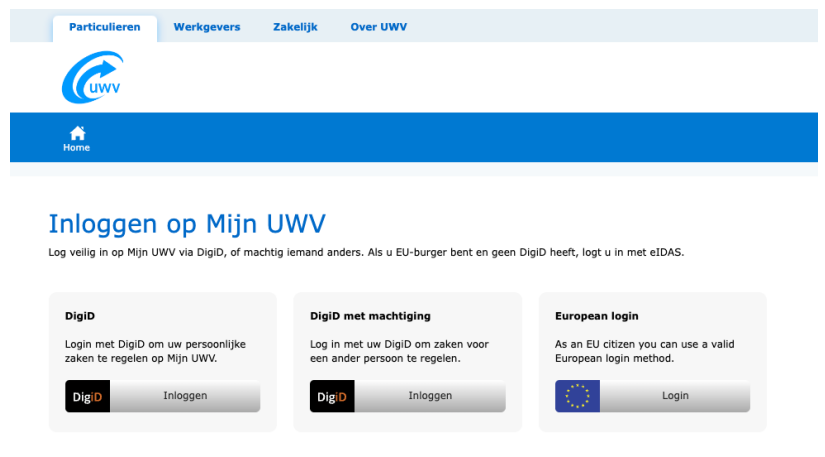 Particulieren Werkgevers Zakelijk Over UWV
UWV
Home
Inloggen op Mijn UWV
Log veilig in op Mijn UWV via DigiD, of machtig iemand anders. Als u EU-burger bent en geen DigiD heeft, logt u in met eIDAS.
DigiD
Login met DigiD om uw persoonlijke
zaken te regelen op Mijn UWV.
DigiD Inloggen
DigiD met machtiging
Log in met uw DigiD om zaken voor
een ander persoon te regelen.
DigiD Inloggen
European login
As an EU citizen you can use a valid
European login method.
Login